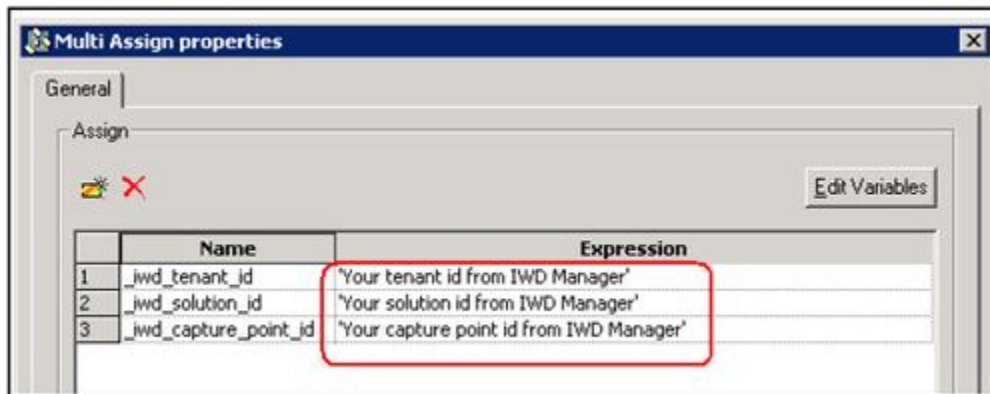 Multi Assign properties
General
Assign
Edit Variables
Name Expression
1 _iwd_tenant_id 'Your tenant id from IWD Manager'
2 _iwd_solution_id 'Your solution id from IWD Manager'
3 _iwd_capture_point_id 'Your capture point id from IWD Manager'